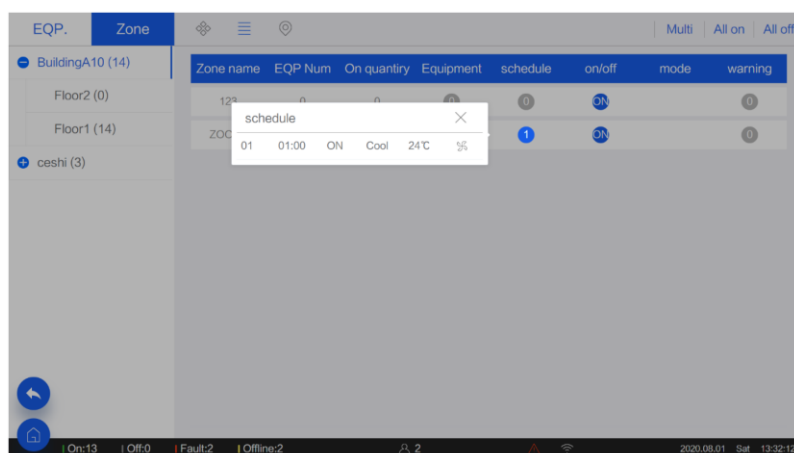 EQP. Zone Multi All on All off
BuildingA10 (14)
Floor2 (0)
Floor1 (14)
ceshi (3)
Zone name EQP Num On quantiry Equipment schedule on/off mode warning
123 0 0 0 0 ON 0
1 ON 0
schedule
01 01:00 ON Cool 24℃
On:13 Off:0 Fault:2 Offline:2 2 2020.08.01 Sat 13:32:12